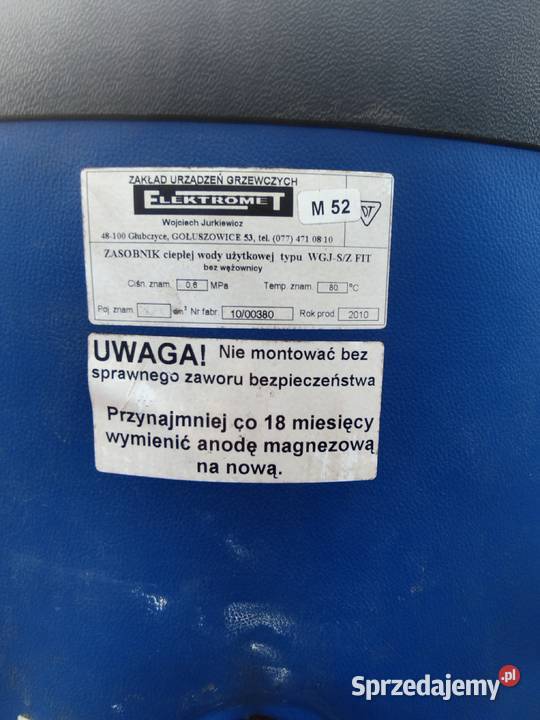 ZAKŁAD URZĄDZEŃ GRZEWCZYCH
ELEKTROMET
M 52
Wojciech Jurkiewicz
48-100 Głubczyce, GOŁUSZOWICE 53, tel. (077) 471 08 10
ZASOBNIK ciepłej wody użytkowej typu WGJ-S/Z FIT
bez wężownicy
Ciśn. znam. 0,6 MPa Temp. znam. 80 °C
Poj. znam. dm³ Nr fabr. 10/00380 Rok prod. 2010
UWAGA! Nie montować bez
sprawnego zaworu bezpieczeństwa
Przynajmniej co 18 miesięcy
wymienić anodę magnezową
na nową.
Sprzedajemy.pl